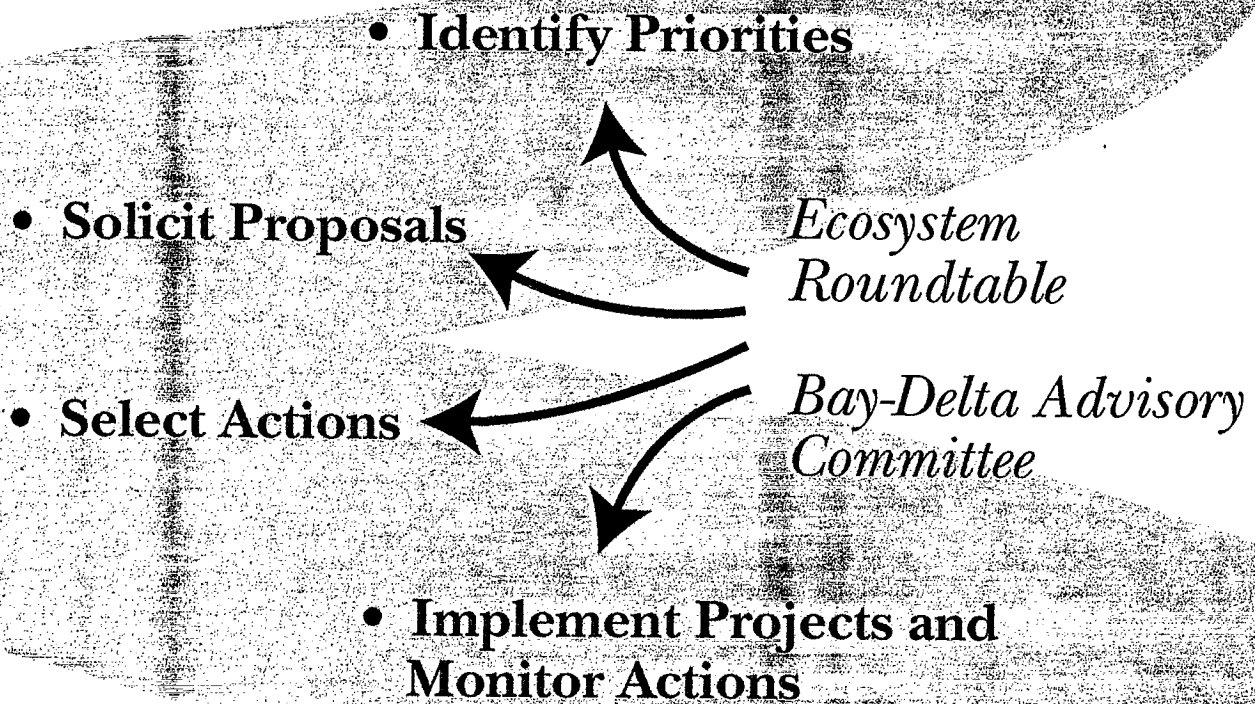 • Identify Priorities
• Solicit Proposals
Ecosystem
Roundtable
• Select Actions
Bay-Delta Advisory
Committee
• Implement Projects and
Monitor Actions